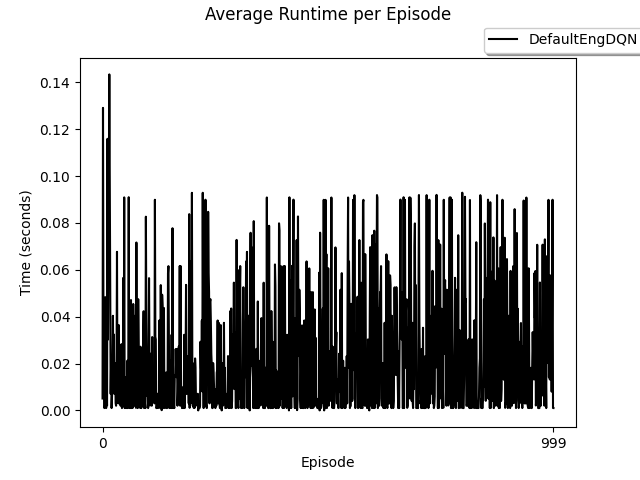 Average Runtime per Episode
DefaultEngDQN
0.14
0.12
0.10
0.08
0.06
0.04
0.02
0.00
Time (seconds)
0 999
Episode